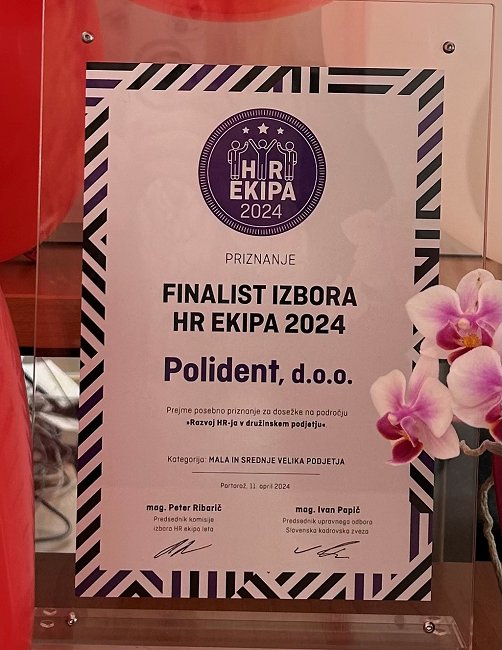 HR
EKIPA
2024
PRIZNANJE
FINALIST IZBORA
HR EKIPA 2024
Polident, d.o.o.
Prejme posebno priznanje za dosežke na področju
»Razvoj HR-ja v družinskem podjetju«
Kategorija: MALA IN SREDNJE VELIKA PODJETJA
Portorož, 11. april 2024
mag. Peter Ribarič
Predsednik komisije
izbora HR ekipa leta
mag. Ivan Papič
Predsednik upravnega odbora
Slovenska kadrovska zveza